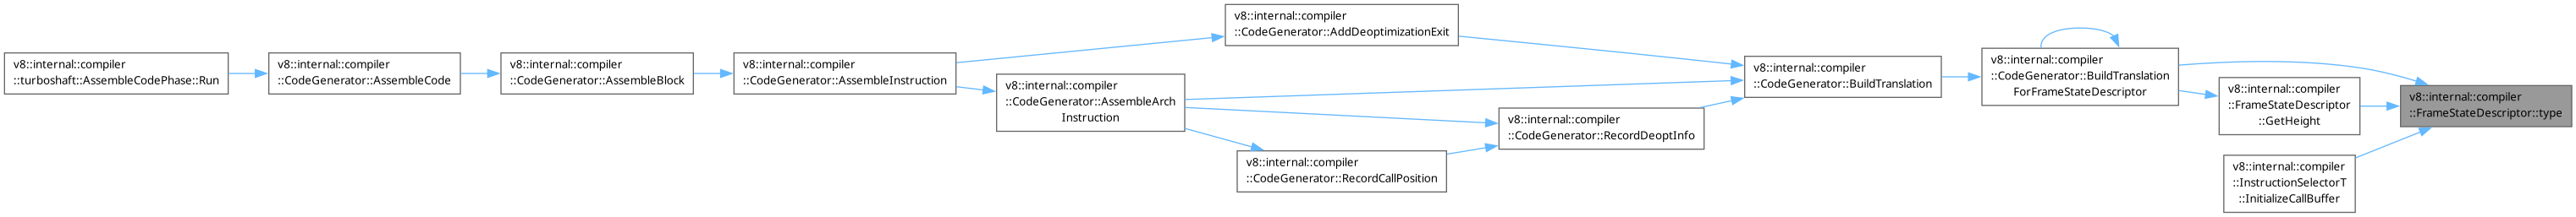 v8::internal::compiler
::turboshaft::AssembleCodePhase::Run
v8::internal::compiler
::CodeGenerator::AssembleCode
v8::internal::compiler
::CodeGenerator::AssembleBlock
v8::internal::compiler
::CodeGenerator::AssembleInstruction
v8::internal::compiler
::CodeGenerator::AddDeoptimizationExit
v8::internal::compiler
::CodeGenerator::AssembleArch
Instruction
v8::internal::compiler
::CodeGenerator::RecordCallPosition
v8::internal::compiler
::CodeGenerator::RecordDeoptInfo
v8::internal::compiler
::CodeGenerator::BuildTranslation
v8::internal::compiler
::CodeGenerator::BuildTranslation
ForFrameStateDescriptor
v8::internal::compiler
::FrameStateDescriptor
::GetHeight
v8::internal::compiler
::InstructionSelectorT
::InitializeCallBuffer
v8::internal::compiler
::FrameStateDescriptor::type